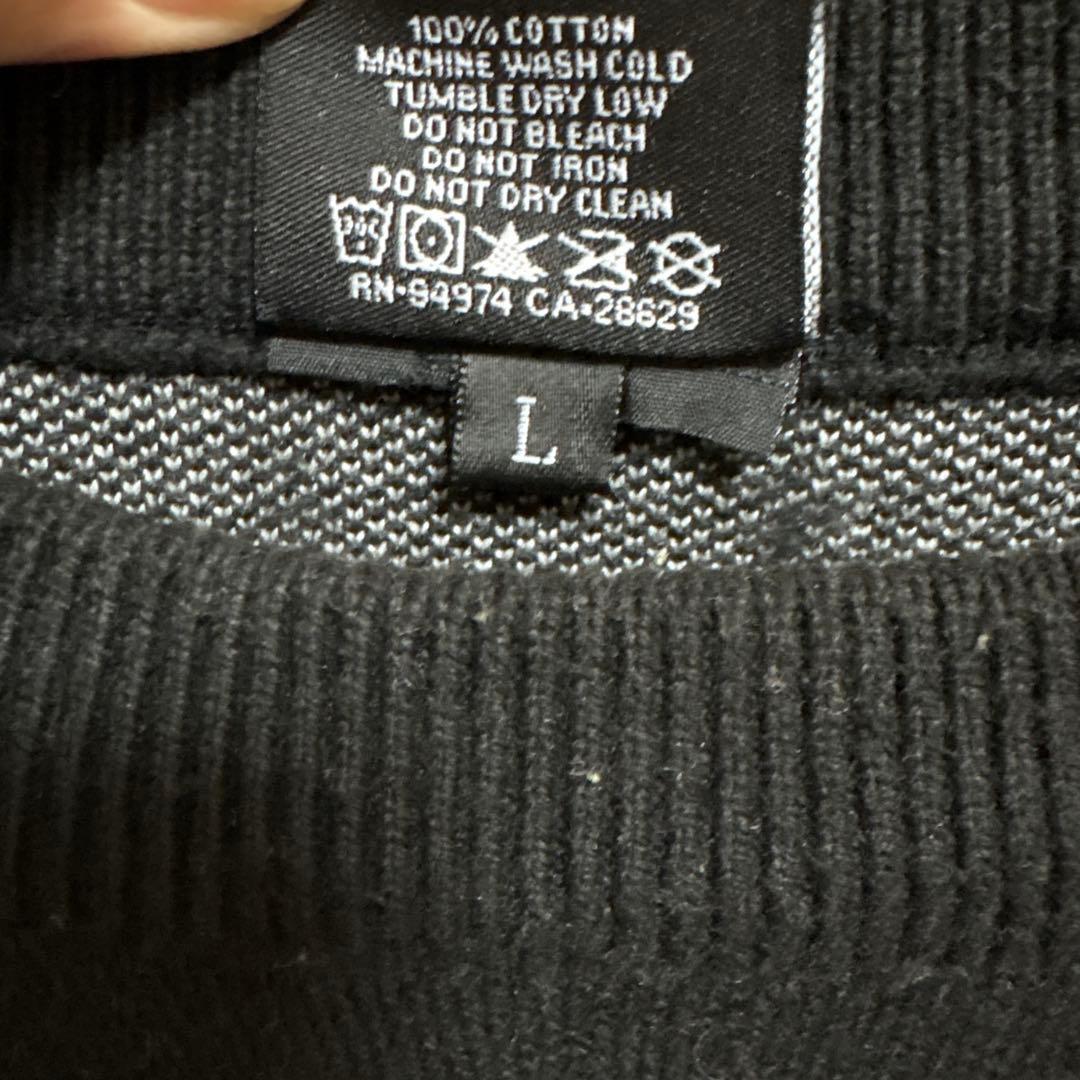 100% COTTON
MACHINE WASH COLD
TUMBLE DRY LOW
DO NOT BLEACH
DO NOT IRON
DO NOT DRY CLEAN
30C
RN-94974 CA-28629
L